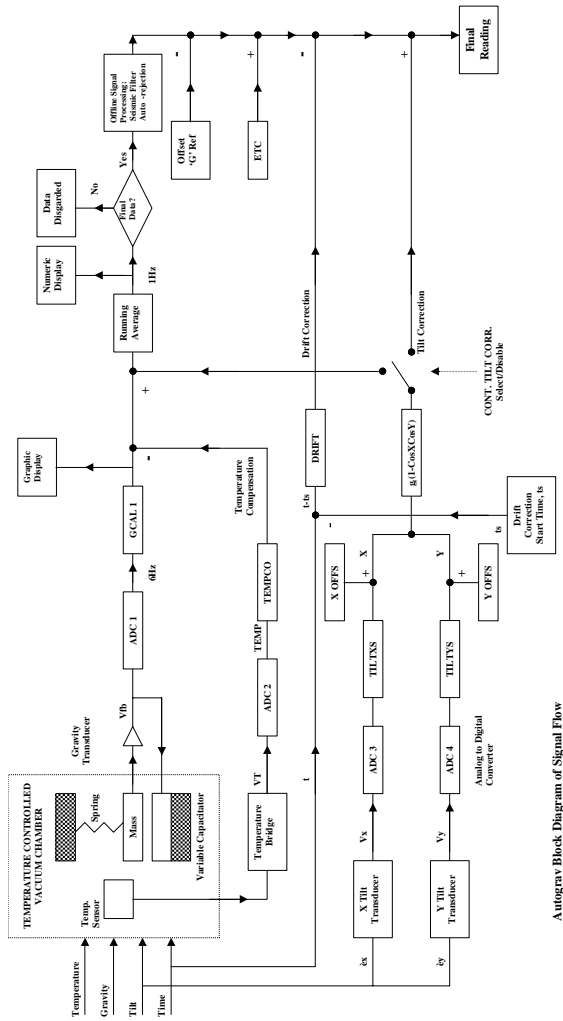 TEMPERATURE CONTROLLED
VACUUM CHAMBER
Temperature
Gravity
Tilt
Time
Temp.
Sensor
Spring
Mass
Variable Capacitator
Gravity
Transducer
Vfb
ADC 1
6Hz
GCAL 1
Graphic
Display
-
+
Running
Average
1Hz
Numeric
Display
Final
Data?
No
Data
Disgarded
Yes
Offline Signal
Processing:
Seismic Filter
Auto -rejection
Offset
'G' Ref
-
ETC
+
-
+
Final
Reading
Temperature
Bridge
VT
ADC 2
TEMP
TEMPCO
Temperature
Compensation
t
-
t-ts
DRIFT
Drift Correction
èx
X Tilt
Transducer
Vx
ADC 3
TILTXS
X OFFS
+
X
èy
Y Tilt
Transducer
Vy
ADC 4
TILTYS
Y OFFS
+
Y
Analog to Digital
Converter
g(1-CosXCosY)
Tilt Correction
CONT. TILT CORR.
Select/Disable
ts
Drift
Correction
Start Time, ts
Autograv Block Diagram of Signal Flow